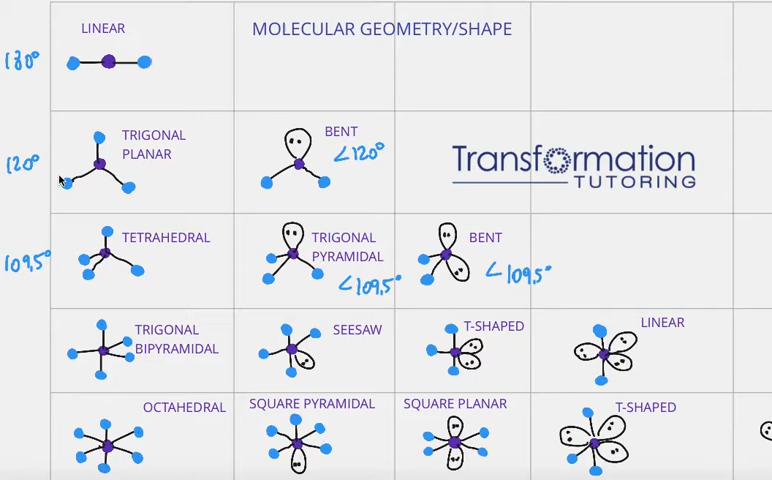 LINEAR
MOLECULAR GEOMETRY/SHAPE
180°
TRIGONAL
PLANAR
BENT
<120°
120°
Transformation
TUTORING
TETRAHEDRAL
TRIGONAL
PYRAMIDAL
<109,5°
BENT
<109,5°
109,5°
TRIGONAL
BIPYRAMIDAL
SEESAW
T-SHAPED
LINEAR
OCTAHEDRAL
SQUARE PYRAMIDAL
SQUARE PLANAR
T-SHAPED